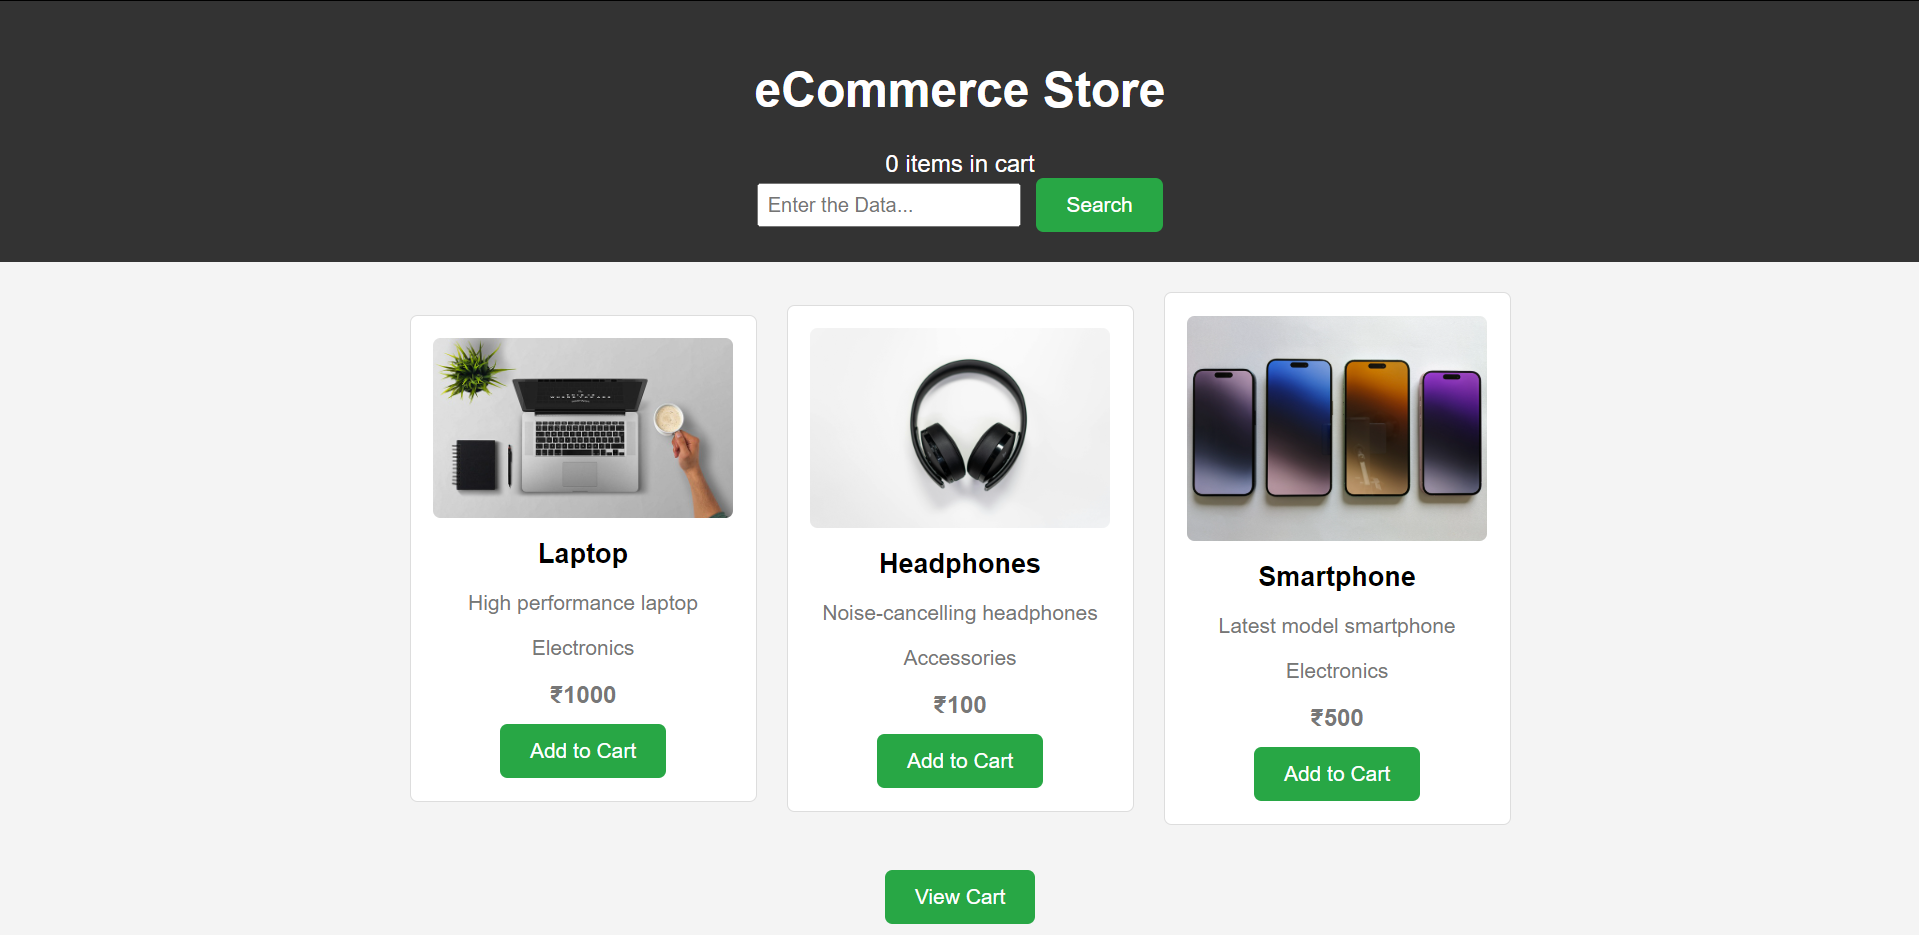 eCommerce Store
0 items in cart
Enter the Data...
Search
Laptop
High performance laptop
Electronics
₹1000
Add to Cart
Headphones
Noise-cancelling headphones
Accessories
₹100
Add to Cart
Smartphone
Latest model smartphone
Electronics
₹500
Add to Cart
View Cart